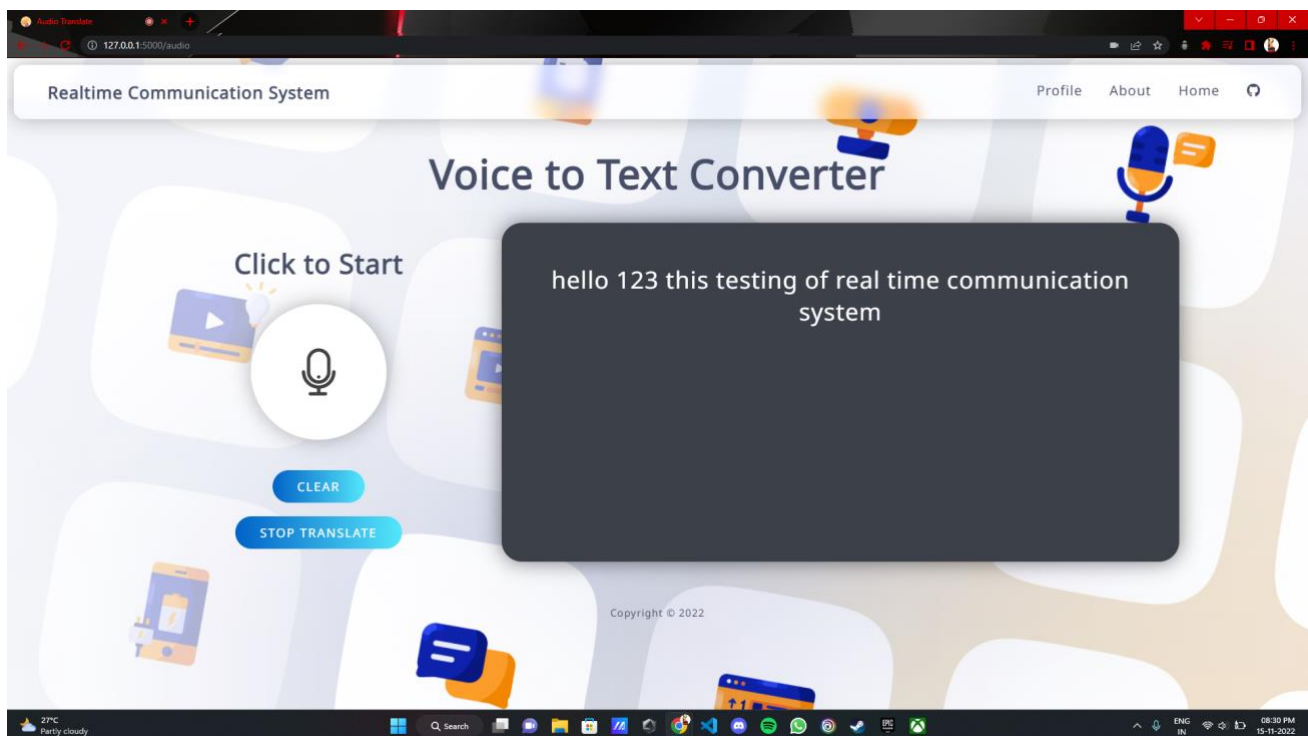 Audio Translate
127.0.0.1:5000/audio
Realtime Communication System
Profile About Home
Voice to Text Converter
Click to Start
hello 123 this testing of real time communication
system
CLEAR
STOP TRANSLATE
Copyright © 2022
27°C
Partly cloudy
Search
ENG
IN
08:30 PM
15-11-2022